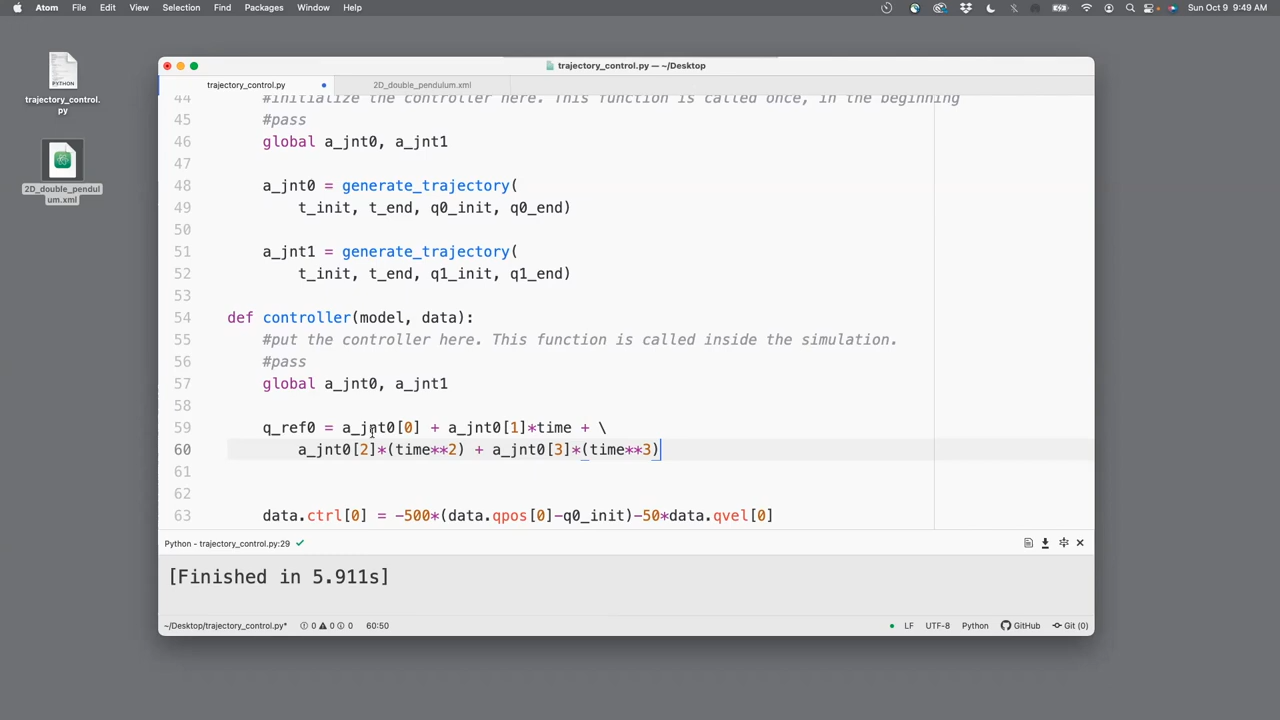 Atom File Edit View Selection Find Packages Window Help Sun Oct 9 9:49 AM
PYTHON
trajectory_control.
py
2D_double_pendul
um.xml
trajectory_control.py — ~/Desktop
trajectory_control.py 2D_double_pendulum.xml
44 #initialize the controller here. This function is called once, in the beginning
45 #pass
46 global a_jnt0, a_jnt1
47
48 a_jnt0 = generate_trajectory(
49 t_init, t_end, q0_init, q0_end)
50
51 a_jnt1 = generate_trajectory(
52 t_init, t_end, q1_init, q1_end)
53
54 def controller(model, data):
55 #put the controller here. This function is called inside the simulation.
56 #pass
57 global a_jnt0, a_jnt1
58
59 q_ref0 = a_jnt0[0] + a_jnt0[1]*time + \
60 a_jnt0[2]*(time**2) + a_jnt0[3]*(time**3)
61
62
63 data.ctrl[0] = -500*(data.qpos[0]-q0_init)-50*data.qvel[0]
Python - trajectory_control.py:29
[Finished in 5.911s]
~/Desktop/trajectory_control.py* 0 0 0 60:50 LF UTF-8 Python GitHub Git (0)